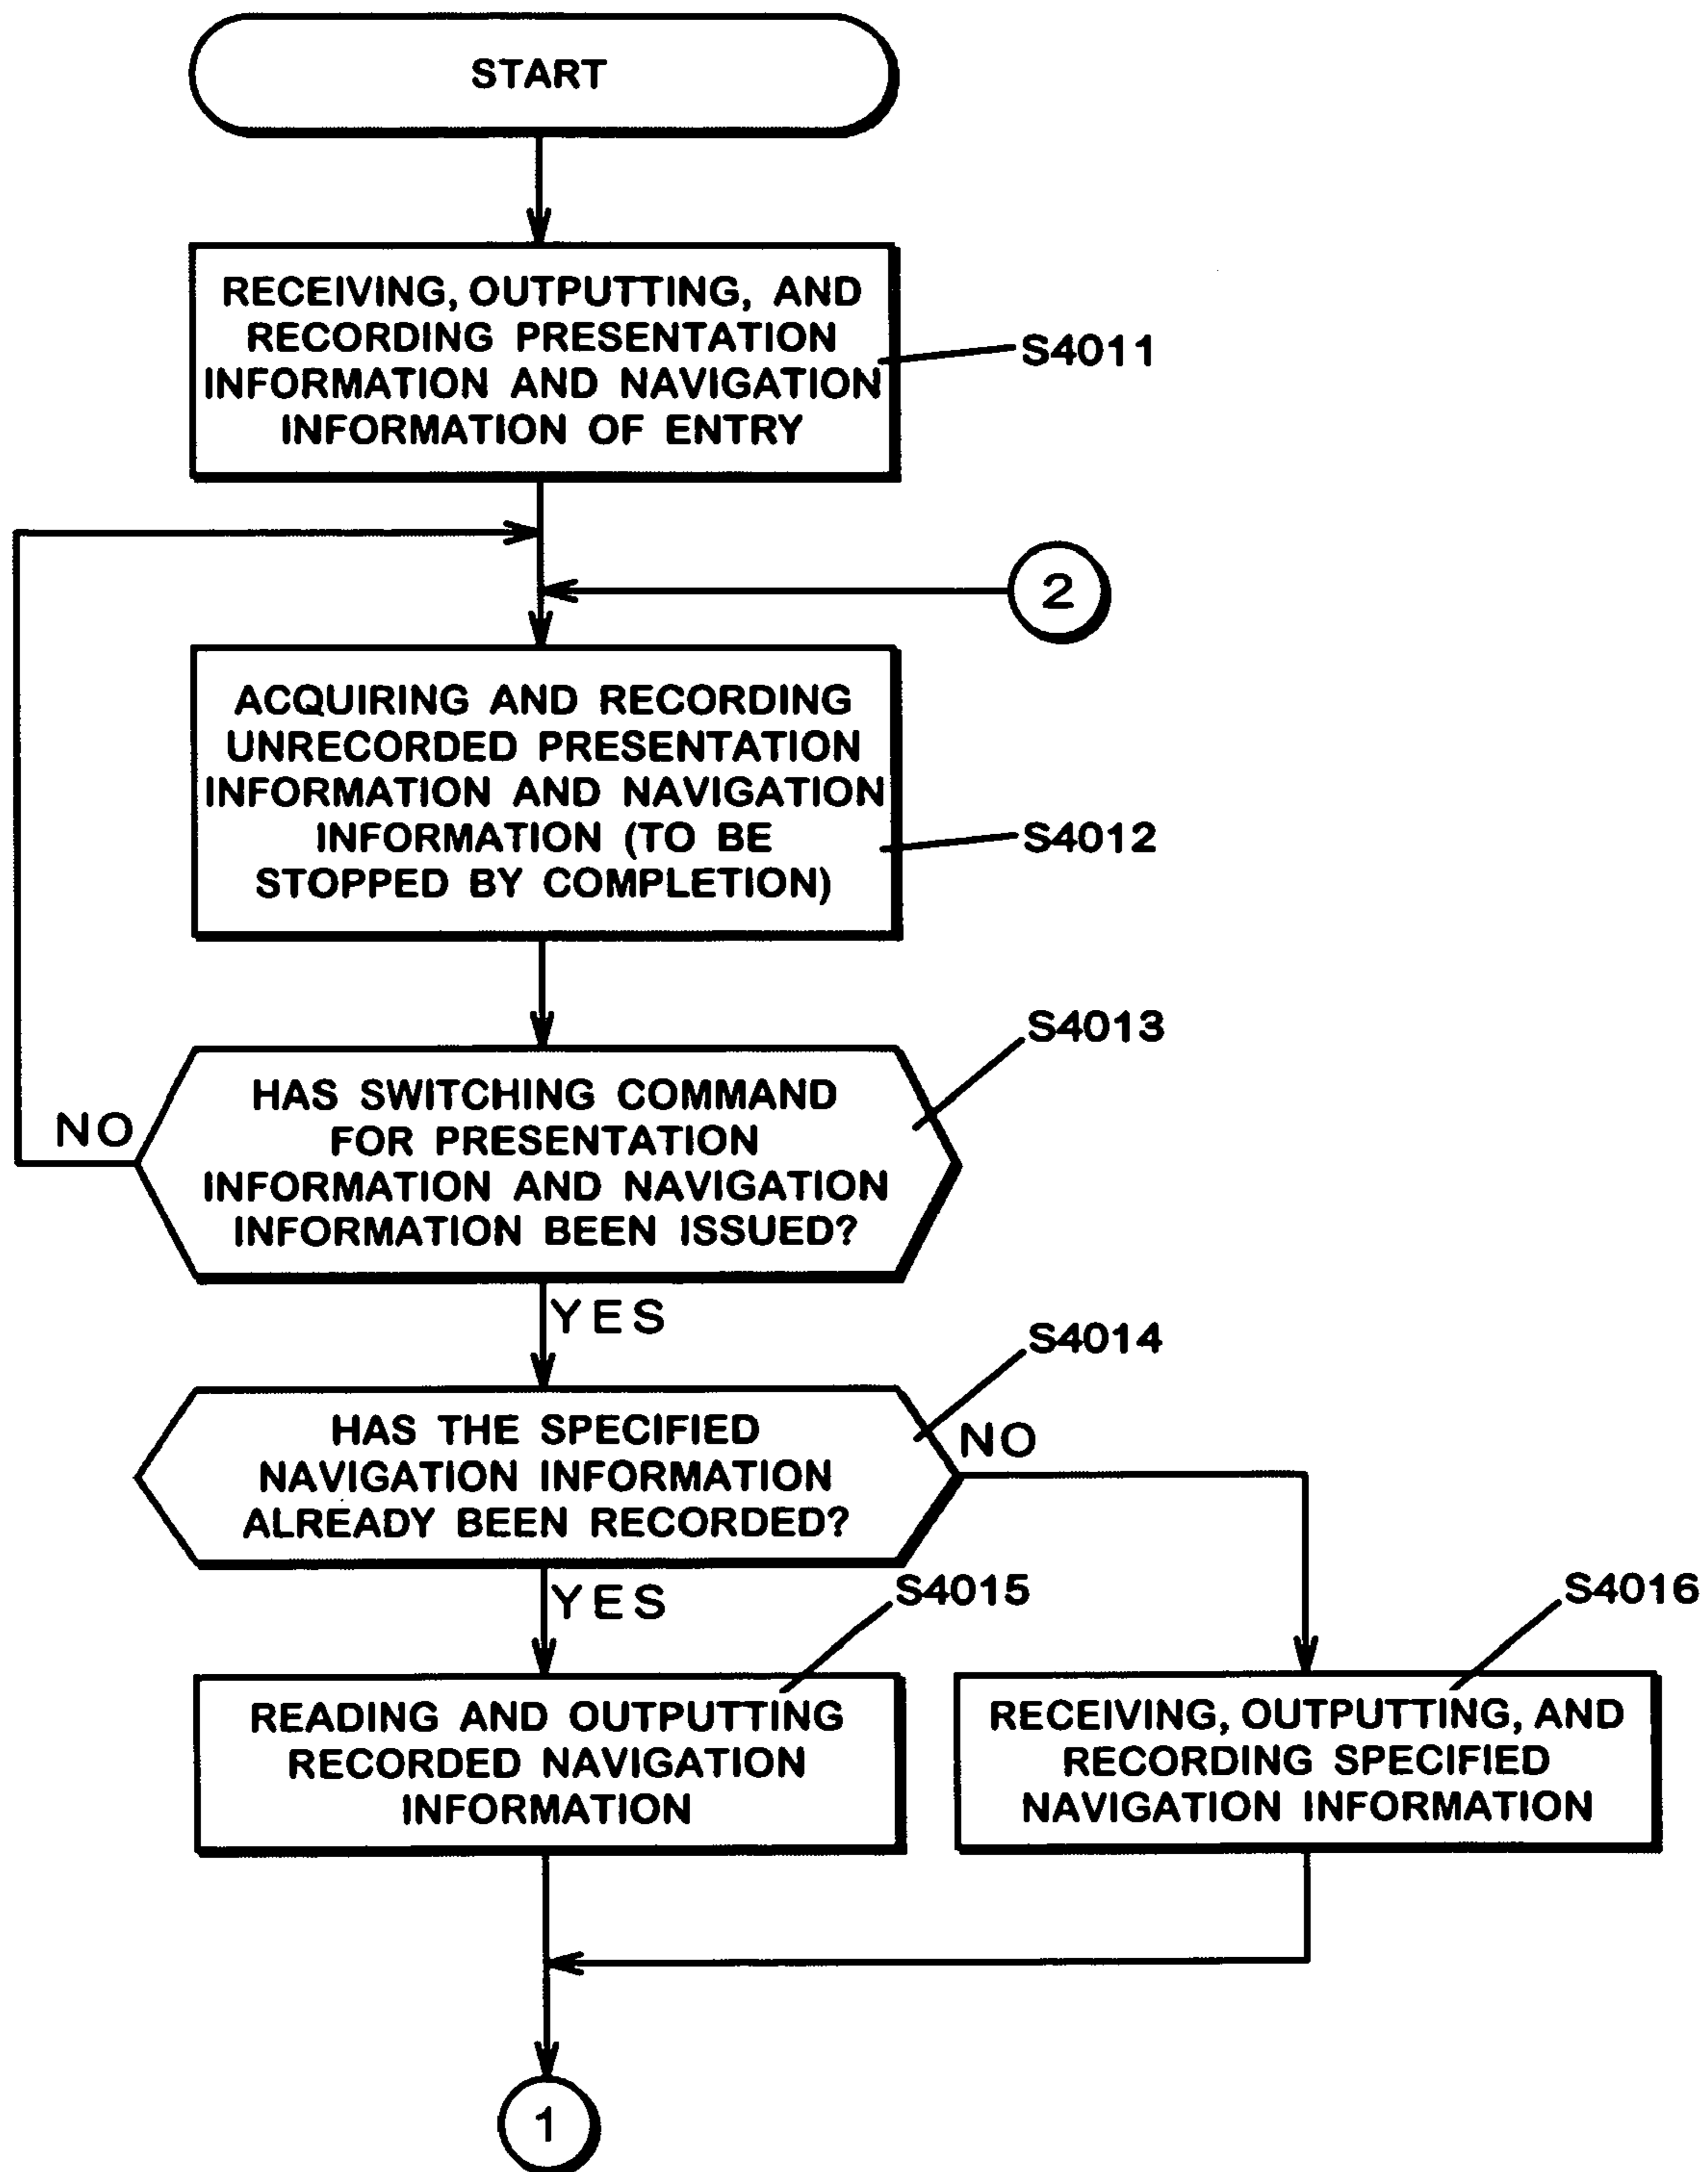 START
RECEIVING, OUTPUTTING, AND
RECORDING PRESENTATION
INFORMATION AND NAVIGATION
INFORMATION OF ENTRY
S4011
2
ACQUIRING AND RECORDING
UNRECORDED PRESENTATION
INFORMATION AND NAVIGATION
INFORMATION (TO BE
STOPPED BY COMPLETION)
S4012
S4013
HAS SWITCHING COMMAND
FOR PRESENTATION
INFORMATION AND NAVIGATION
INFORMATION BEEN ISSUED?
NO
YES
S4014
HAS THE SPECIFIED
NAVIGATION INFORMATION
ALREADY BEEN RECORDED?
NO
YES
S4015
S4016
READING AND OUTPUTTING
RECORDED NAVIGATION
INFORMATION
RECEIVING, OUTPUTTING, AND
RECORDING SPECIFIED
NAVIGATION INFORMATION
1